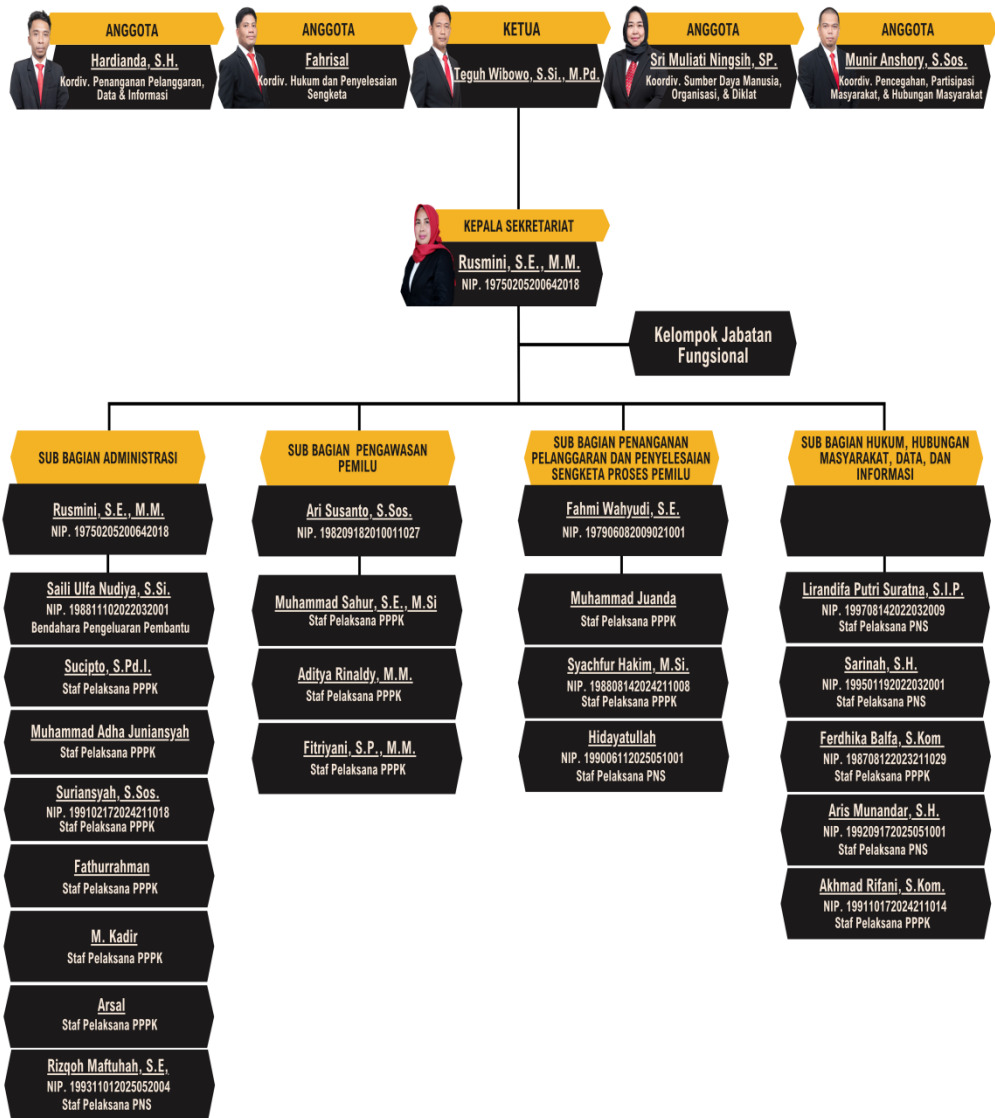 ANGGOTA
Hardianda, S.H.
Kordiv. Penanganan Pelanggaran,
Data & Informasi
ANGGOTA
Fahrisal
Kordiv. Hukum dan Penyelesaian
Sengketa
KETUA
Teguh Wibowo, S.Si., M.Pd.
ANGGOTA
Sri Muliati Ningsih, SP.
Koordiv. Sumber Daya Manusia,
Organisasi, & Diklat
ANGGOTA
Munir Anshory, S.Sos.
Koordiv. Pencegahan, Partisipasi
Masyarakat, & Hubungan Masyarakat
KEPALA SEKRETARIAT
Rusmini, S.E., M.M.
NIP. 19750205200642018
Kelompok Jabatan
Fungsional
SUB BAGIAN ADMINISTRASI
Rusmini, S.E., M.M.
NIP. 19750205200642018
Saili Ulfa Nudiya, S.Si.
NIP. 198811102022032001
Bendahara Pengeluaran Pembantu
Sucipto, S.Pd.I.
Staf Pelaksana PPPK
Muhammad Adha Juniansyah
Staf Pelaksana PPPK
Suriansyah, S.Sos.
NIP. 199102172024211018
Staf Pelaksana PPPK
Fathurrahman
Staf Pelaksana PPPK
M. Kadir
Staf Pelaksana PPPK
Arsal
Staf Pelaksana PPPK
Rizqoh Maftuhah, S.E,
NIP. 199311012025052004
Staf Pelaksana PNS
SUB BAGIAN PENGAWASAN
PEMILU
Ari Susanto, S.Sos.
NIP. 198209182010011027
Muhammad Sahur, S.E., M.Si
Staf Pelaksana PPPK
Aditya Rinaldy, M.M.
Staf Pelaksana PPPK
Fitriyani, S.P., M.M.
Staf Pelaksana PPPK
SUB BAGIAN PENANGANAN
PELANGGARAN DAN PENYELESAIAN
SENGKETA PROSES PEMILU
Fahmi Wahyudi, S.E.
NIP. 197906082009021001
Muhammad Juanda
Staf Pelaksana PPPK
Syachfur Hakim, M.Si.
NIP. 198808142024211008
Staf Pelaksana PPPK
Hidayatullah
NIP. 199006112025051001
Staf Pelaksana PNS
SUB BAGIAN HUKUM, HUBUNGAN
MASYARAKAT, DATA, DAN
INFORMASI
Lirandifa Putri Suratna, S.I.P.
NIP. 199708142022032009
Staf Pelaksana PNS
Sarinah, S.H.
NIP. 199501192022032001
Staf Pelaksana PNS
Ferdhika Balfa, S.Kom
NIP. 198708122023211029
Staf Pelaksana PPPK
Aris Munandar, S.H.
NIP. 199209172025051001
Staf Pelaksana PNS
Akhmad Rifani, S.Kom.
NIP. 199110172024211014
Staf Pelaksana PPPK